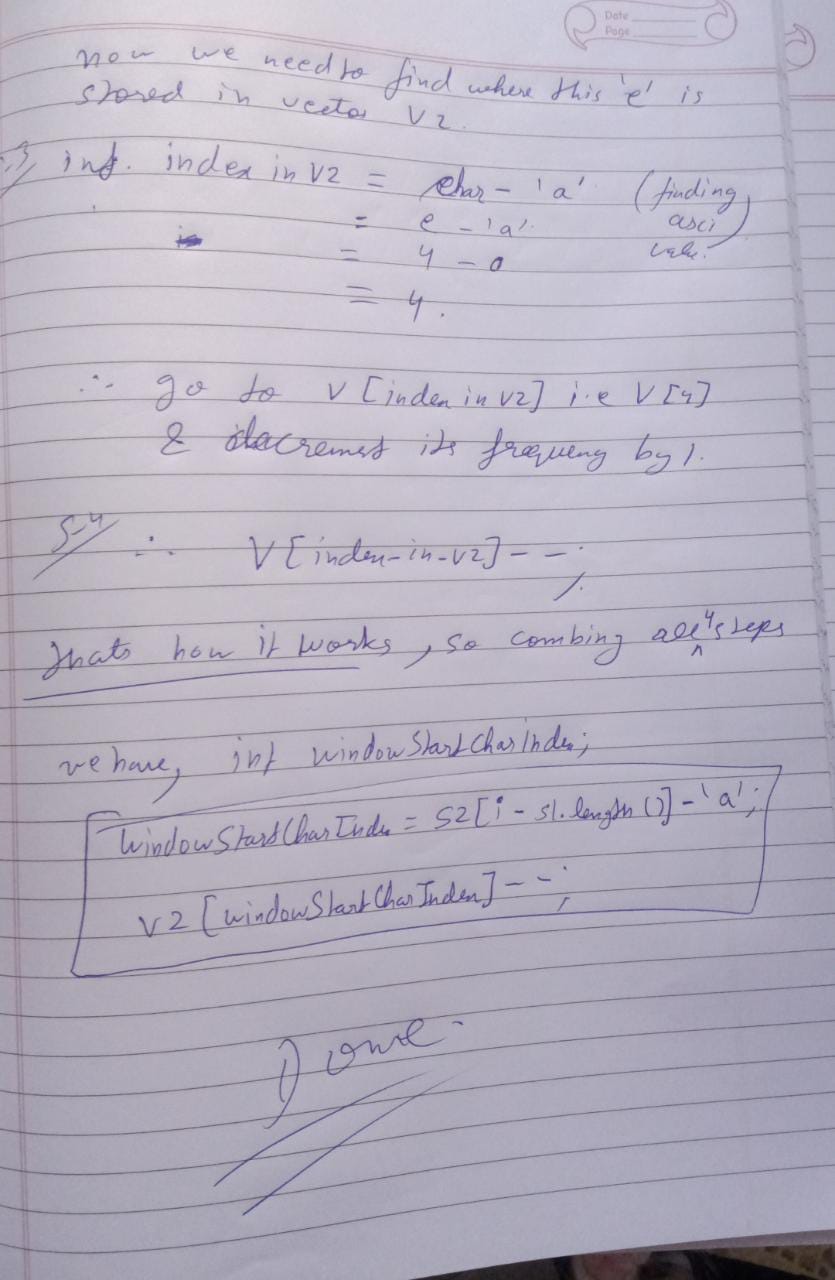 Date
Page
now we need to find where this 'e' is
stored in vector V2.
int. index in V2 = char - 'a' (finding
= e - 'a' asci
= 4 - 0 value.)
= 4.
∴ go to V [index in V2] i.e V [4]
& decrement its frequency by 1.
S-4 ∴ V [index-in-V2] - - ;
Thats how it works, so combing all 4 steps
we have, int windowStartCharIndex;
WindowStartCharIndex = S2[i - S1.length()] - 'a';
V2 [windowStartCharIndex] - - ;
Done.